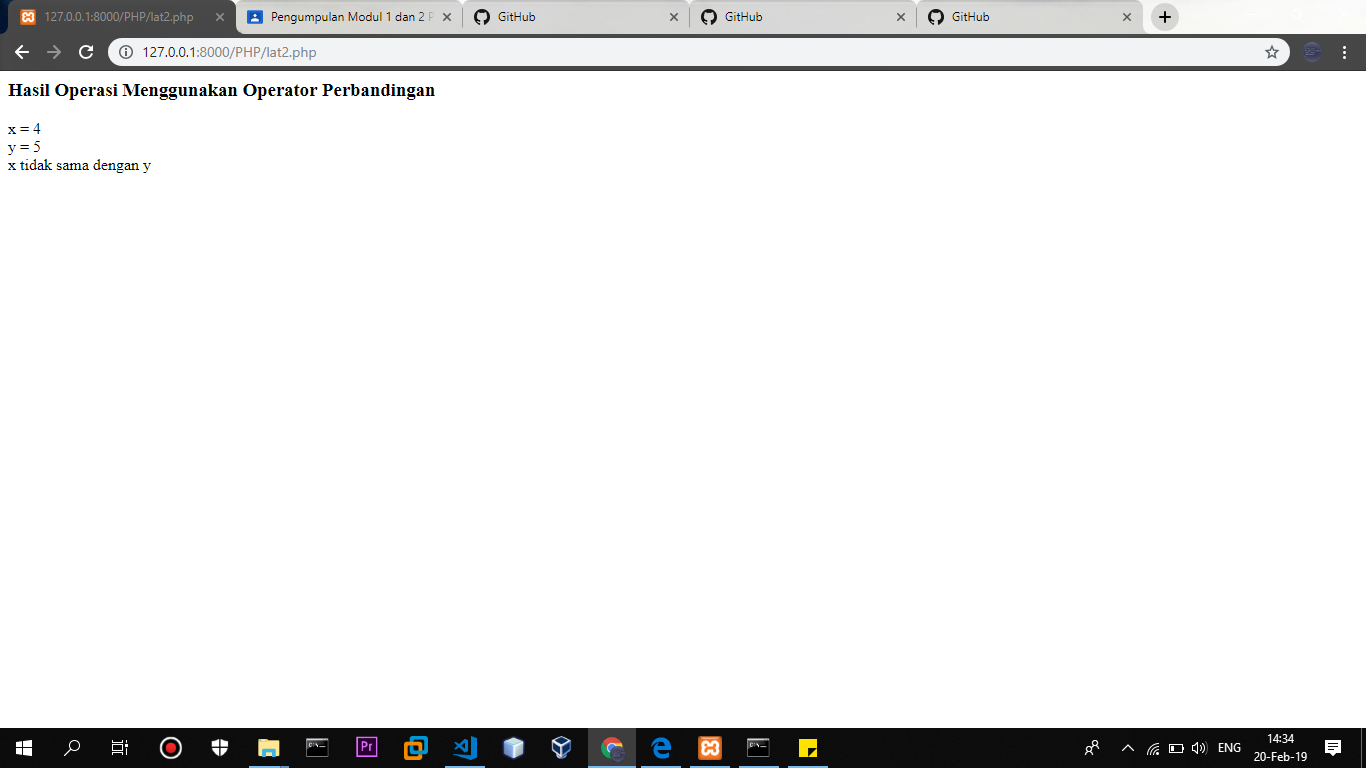 127.0.0.1:8000/PHP/lat2.php
Pengumpulan Modul 1 dan 2 P
GitHub
GitHub
GitHub
127.0.0.1:8000/PHP/lat2.php
Hasil Operasi Menggunakan Operator Perbandingan
x = 4
y = 5
x tidak sama dengan y
Pr
ENG
14:34
20-Feb-19